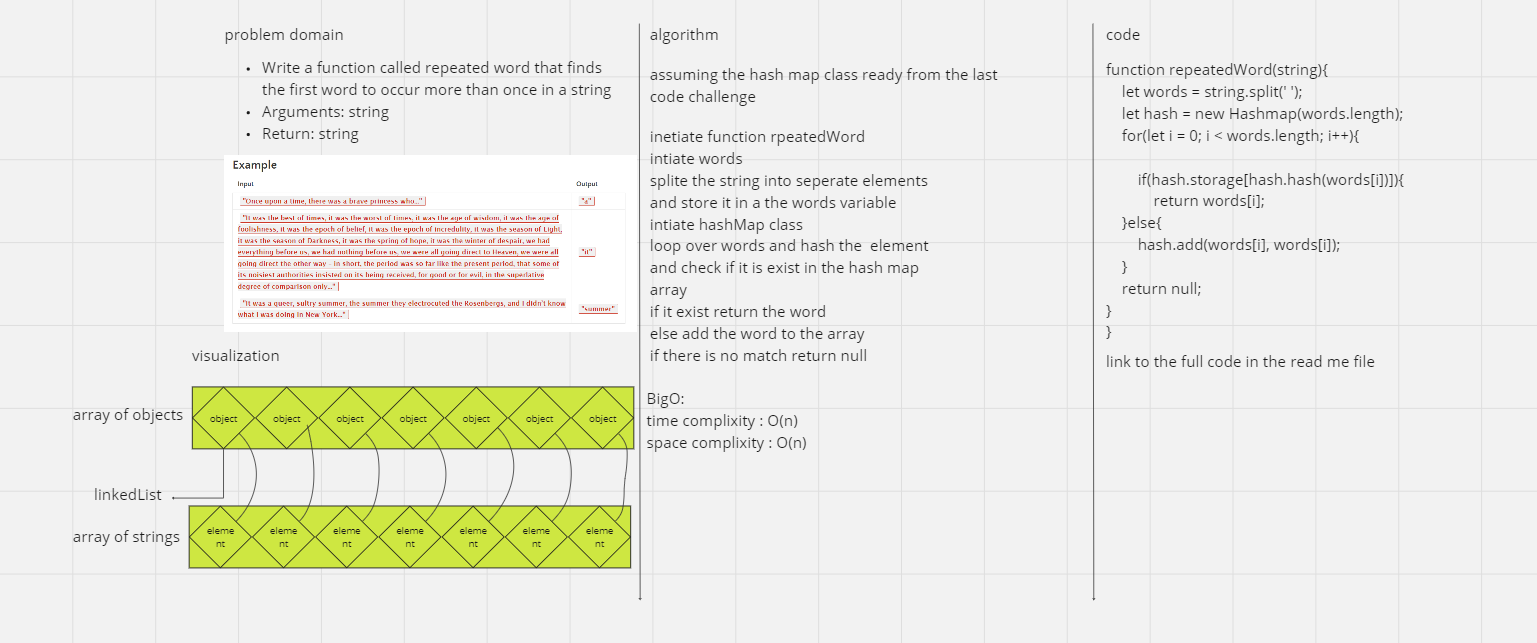 problem domain
• Write a function called repeated word that finds
the first word to occur more than once in a string
• Arguments: string
• Return: string
Example
Input Output
"Once upon a time, there was a brave princess who..." "a"
"It was the best of times, it was the worst of times, it was the age of wisdom, it was the age of
foolishness, it was the epoch of belief, it was the epoch of incredulity, it was the season of Light,
it was the season of Darkness, it was the spring of hope, it was the winter of despair, we had
everything before us, we had nothing before us, we were all going direct to Heaven, we were all
going direct the other way – in short, the period was so far like the present period, that some of
its noisiest authorities insisted on its being received, for good or for evil, in the superlative
degree of comparison only..."
"it"
"It was a queer, sultry summer, the summer they electrocuted the Rosenbergs, and I didn't know
what I was doing in New York..."
"summer"
visualization
array of objects
object object object object object object object
linkedList
array of strings
eleme eleme eleme eleme eleme eleme eleme
nt nt nt nt nt nt nt
algorithm
assuming the hash map class ready from the last
code challenge
inetiate function rpeatedWord
intiate words
splite the string into seperate elements
and store it in a the words variable
intiate hashMap class
loop over words and hash the element
and check if it is exist in the hash map
array
if it exist return the word
else add the word to the array
if there is no match return null
BigO:
time complixity : O(n)
space complixity : O(n)
code
function repeatedWord(string){
let words = string.split(' ');
let hash = new Hashmap(words.length);
for(let i = 0; i < words.length; i++){
if(hash.storage[hash.hash(words[i])]){
return words[i];
}else{
hash.add(words[i], words[i]);
}
return null;
}
}
link to the full code in the read me file